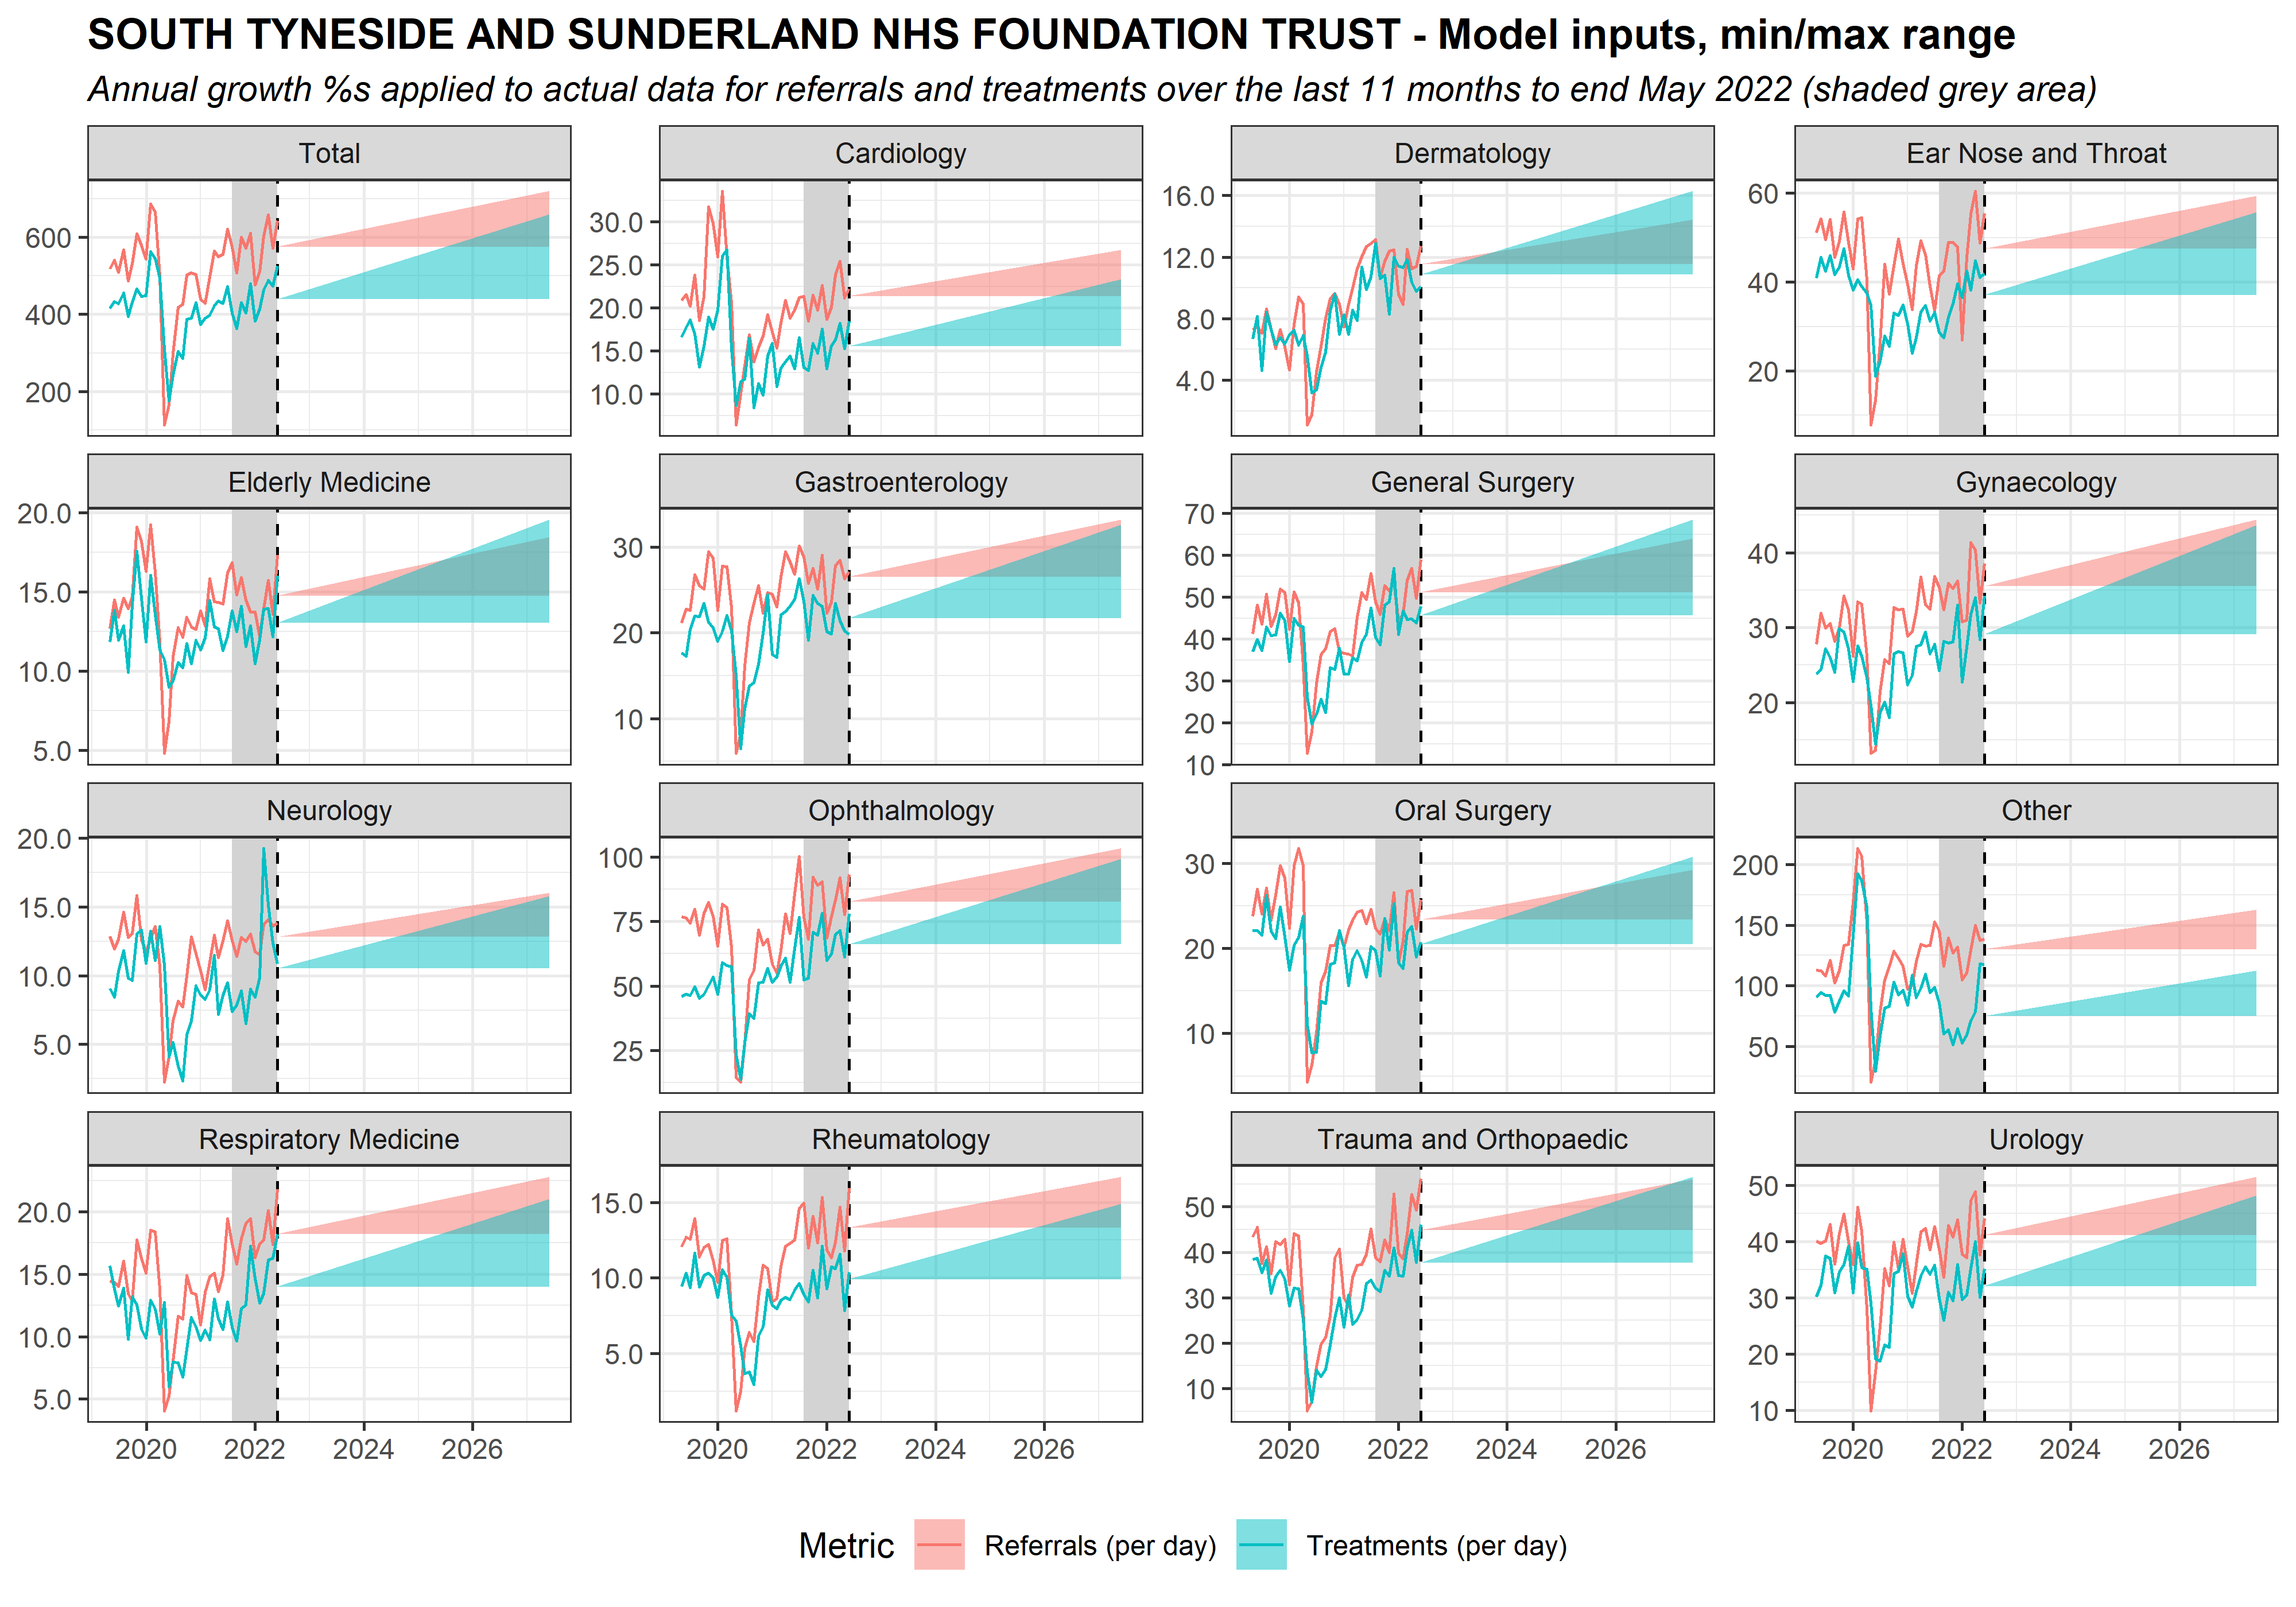 SOUTH TYNESIDE AND SUNDERLAND NHS FOUNDATION TRUST - Model inputs, min/max range
Annual growth %s applied to actual data for referrals and treatments over the last 11 months to end May 2022 (shaded grey area)
Total
Cardiology
Dermatology
Ear Nose and Throat
600
400
200
30.0
25.0
20.0
15.0
10.0
16.0
12.0
8.0
4.0
60
40
20
Elderly Medicine
Gastroenterology
General Surgery
Gynaecology
20.0
15.0
10.0
5.0
30
20
10
70
60
50
40
30
20
10
40
30
20
Neurology
Ophthalmology
Oral Surgery
Other
20.0
15.0
10.0
5.0
100
75
50
25
30
20
10
200
150
100
50
Respiratory Medicine
Rheumatology
Trauma and Orthopaedic
Urology
20.0
15.0
10.0
5.0
15.0
10.0
5.0
50
40
30
20
10
50
40
30
20
10
2020 2022 2024 2026
2020 2022 2024 2026
2020 2022 2024 2026
2020 2022 2024 2026
Metric Referrals (per day) Treatments (per day)